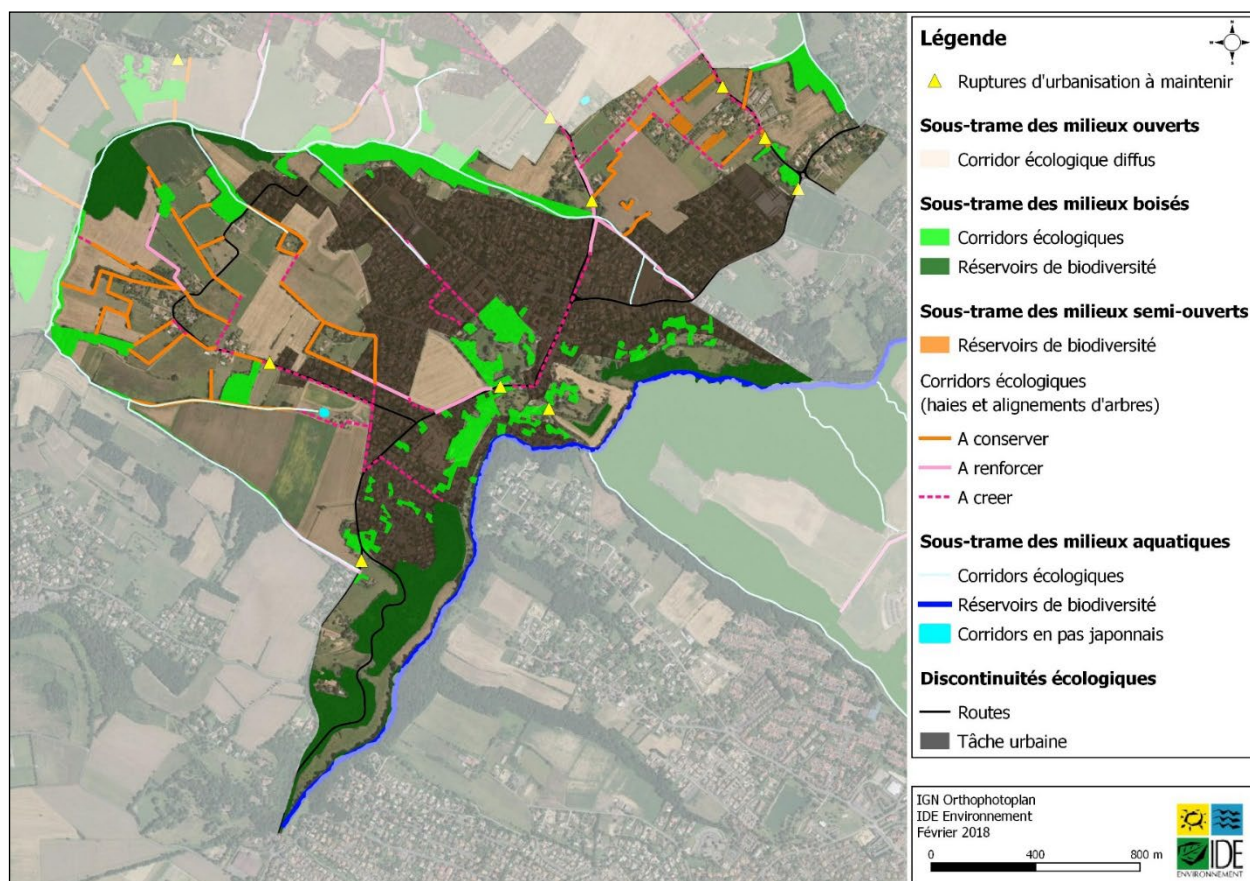 Légende
Ruptures d'urbanisation à maintenir
Sous-trame des milieux ouverts
Corridor écologique diffus
Sous-trame des milieux boisés
Corridors écologiques
Réservoirs de biodiversité
Sous-trame des milieux semi-ouverts
Réservoirs de biodiversité
Corridors écologiques
(haies et alignements d'arbres)
A conserver
A renforcer
A creer
Sous-trame des milieux aquatiques
Corridors écologiques
Réservoirs de biodiversité
Corridors en pas japonnais
Discontinuités écologiques
Routes
Tâche urbaine
IGN Orthophotoplan
IDE Environnement
Février 2018
0 400 800 m
IDE
ENVIRONNEMENT